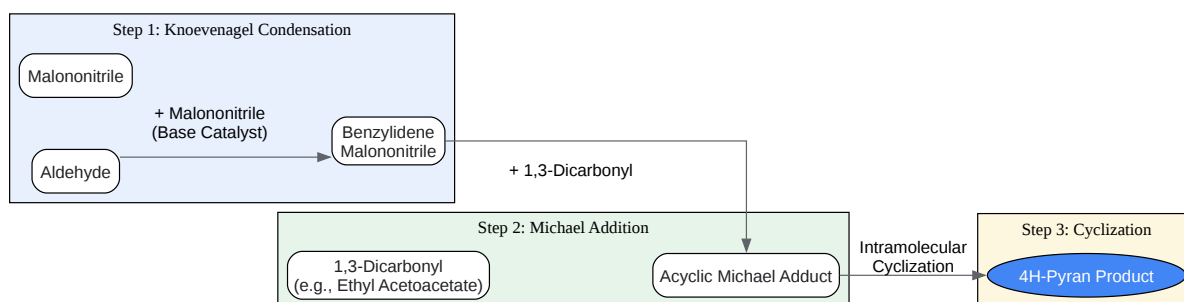 Step 1: Knoevenagel Condensation
Malononitrile
+ Malononitrile
(Base Catalyst)
Aldehyde
Benzylidene
Malononitrile
+ 1,3-Dicarbonyl
Step 2: Michael Addition
1,3-Dicarbonyl
(e.g., Ethyl Acetoacetate)
Acyclic Michael Adduct
Intramolecular
Cyclization
Step 3: Cyclization
4H-Pyran Product